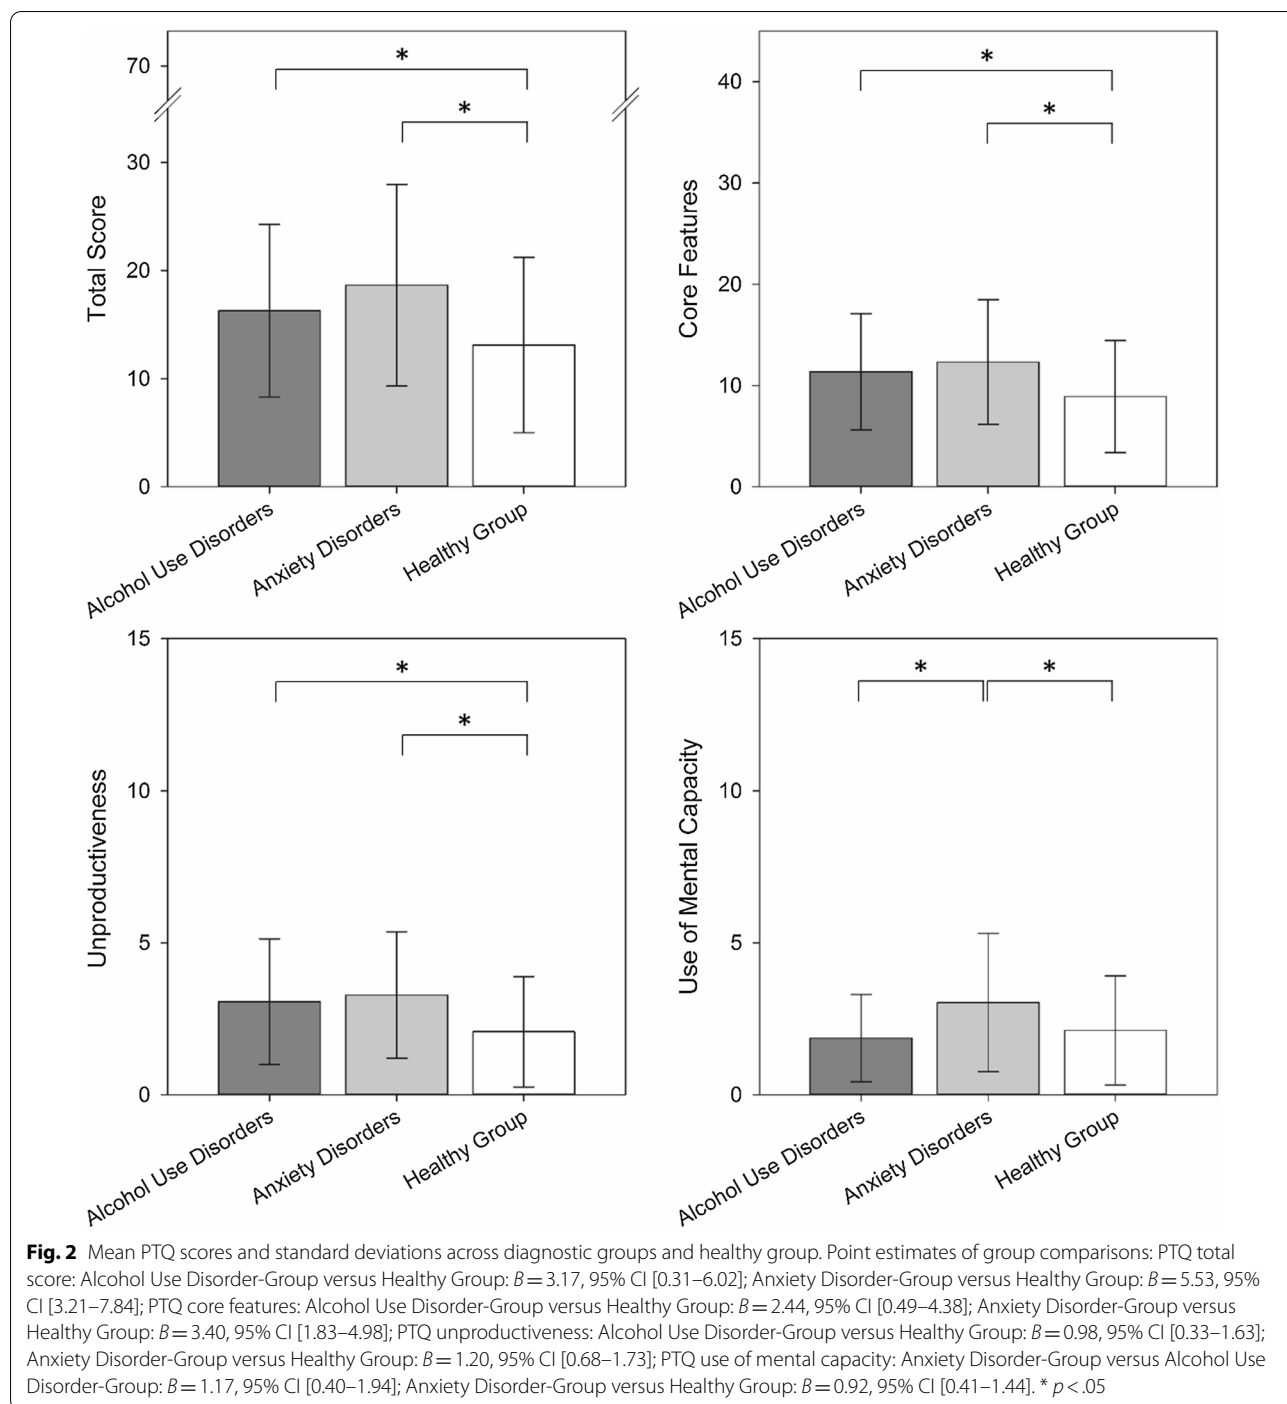 *
*
70
30
20
10
0
Total Score
Alcohol Use Disorders
Anxiety Disorders
Healthy Group
*
*
40
30
20
10
0
Core Features
Alcohol Use Disorders
Anxiety Disorders
Healthy Group
*
*
15
10
5
0
Unproductiveness
Alcohol Use Disorders
Anxiety Disorders
Healthy Group
*
*
15
10
5
0
Use of Mental Capacity
Alcohol Use Disorders
Anxiety Disorders
Healthy Group
Fig. 2 Mean PTQ scores and standard deviations across diagnostic groups and healthy group. Point estimates of group comparisons: PTQ total
score: Alcohol Use Disorder-Group versus Healthy Group: B = 3.17, 95% CI [0.31–6.02]; Anxiety Disorder-Group versus Healthy Group: B = 5.53, 95%
CI [3.21–7.84]; PTQ core features: Alcohol Use Disorder-Group versus Healthy Group: B = 2.44, 95% CI [0.49–4.38]; Anxiety Disorder-Group versus
Healthy Group: B = 3.40, 95% CI [1.83–4.98]; PTQ unproductiveness: Alcohol Use Disorder-Group versus Healthy Group: B = 0.98, 95% CI [0.33–1.63];
Anxiety Disorder-Group versus Healthy Group: B = 1.20, 95% CI [0.68–1.73]; PTQ use of mental capacity: Anxiety Disorder-Group versus Alcohol Use
Disorder-Group: B = 1.17, 95% CI [0.40–1.94]; Anxiety Disorder-Group versus Healthy Group: B = 0.92, 95% CI [0.41–1.44]. * p < .05